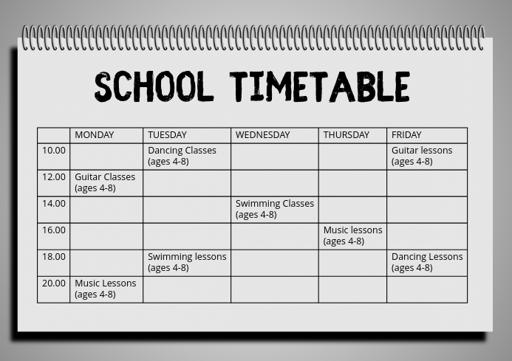 SCHOOL TIMETABLE
MONDAY TUESDAY WEDNESDAY THURSDAY FRIDAY
10.00 Dancing Classes Guitar lessons
(ages 4-8) (ages 4-8)
12.00 Guitar Classes
(ages 4-8)
14.00 Swimming Classes
(ages 4-8)
16.00 Music lessons
(ages 4-8)
18.00 Swimming lessons Dancing Lessons
(ages 4-8) (ages 4-8)
20.00 Music Lessons
(ages 4-8)